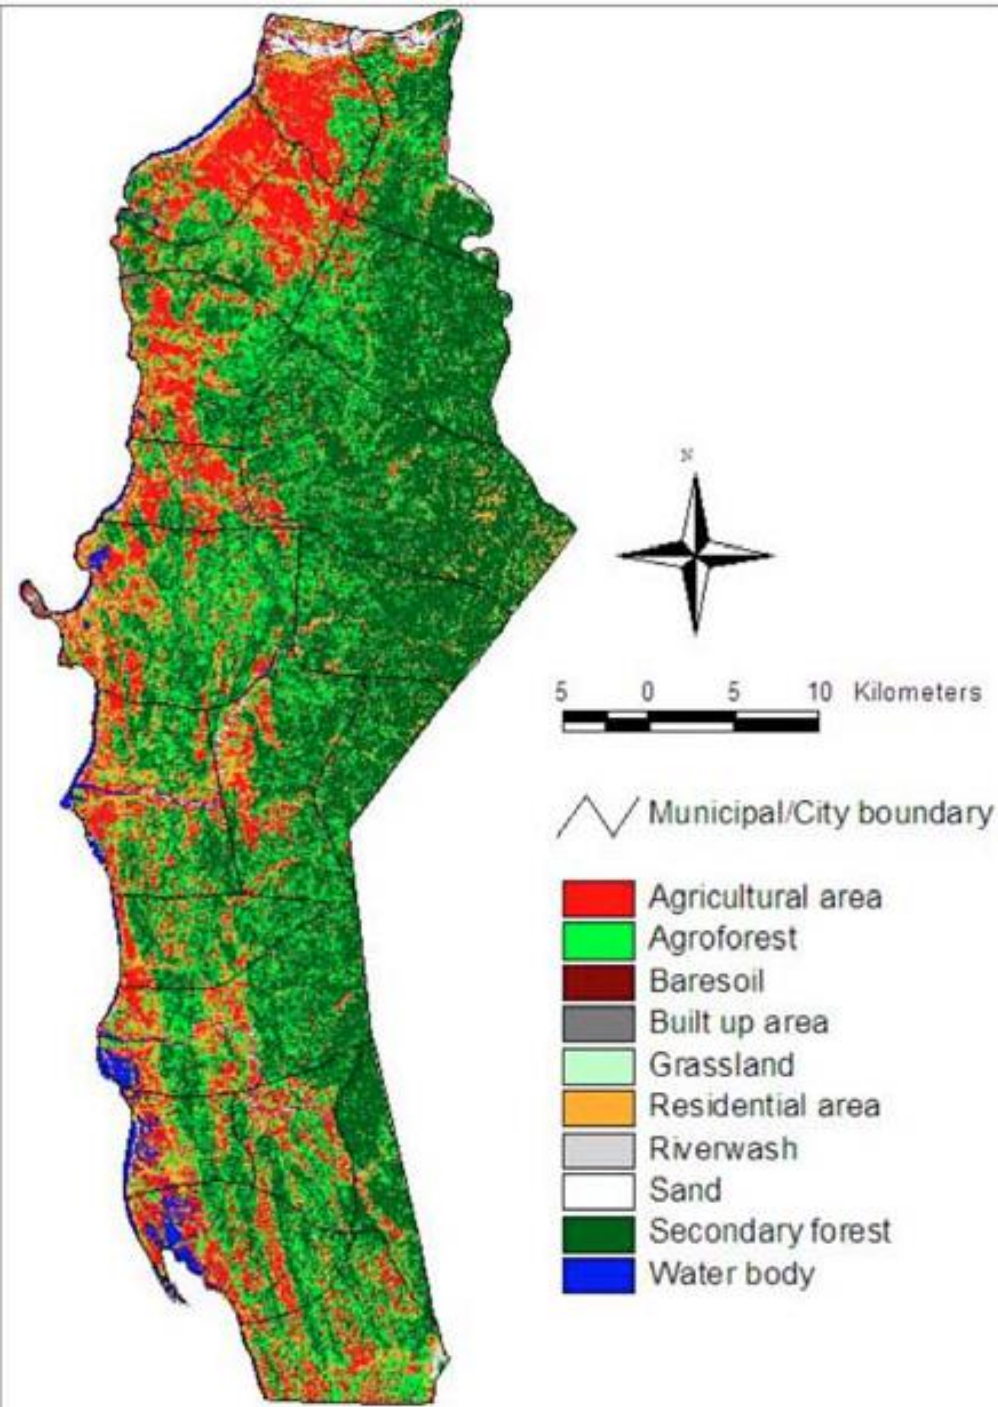 N
5 0 5 10 Kilometers
Municipal/City boundary
Agricultural area
Agroforest
Baresoil
Built up area
Grassland
Residential area
Riverwash
Sand
Secondary forest
Water body